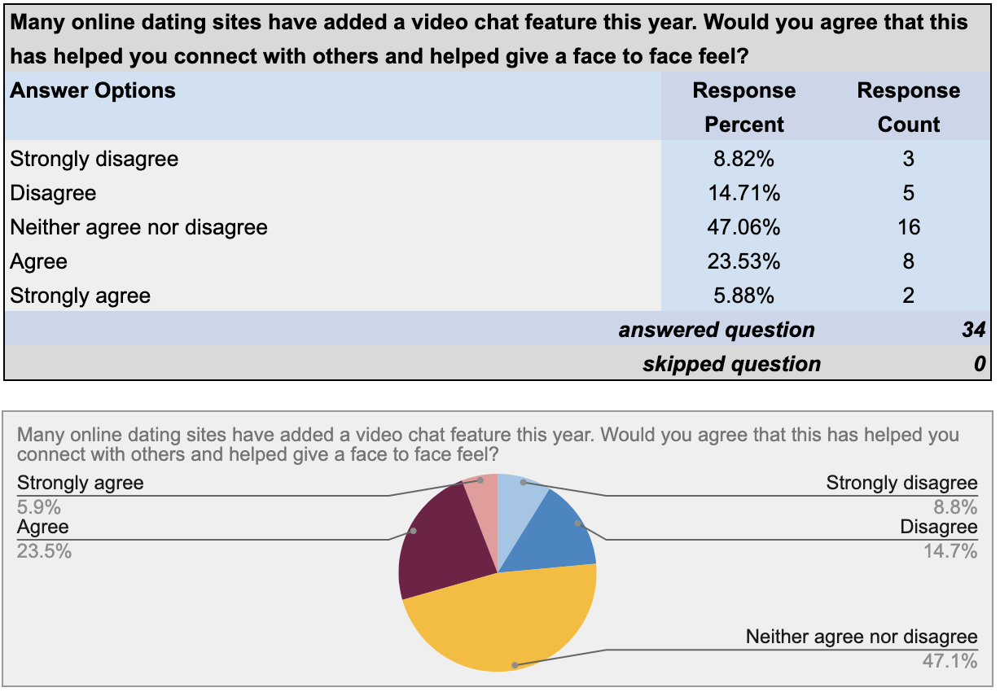 Many online dating sites have added a video chat feature this year. Would you agree that this
has helped you connect with others and helped give a face to face feel?
Answer Options Response Response
Percent Count
Strongly disagree 8.82% 3
Disagree 14.71% 5
Neither agree nor disagree 47.06% 16
Agree 23.53% 8
Strongly agree 5.88% 2
answered question 34
skipped question 0
Many online dating sites have added a video chat feature this year. Would you agree that this has helped you
connect with others and helped give a face to face feel?
Strongly agree Strongly disagree
5.9% 8.8%
Agree Disagree
23.5% 14.7%
Neither agree nor disagree
47.1%